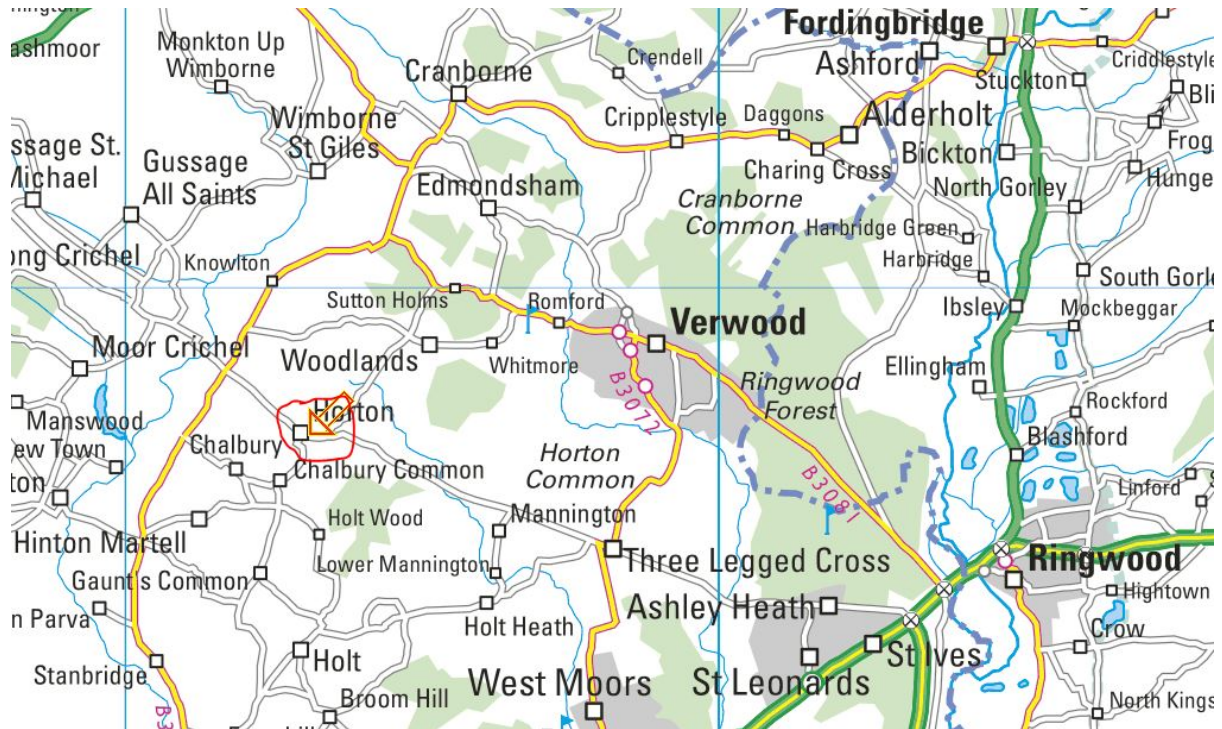 Fordingbridge
ashmoor
Monkton Up
Wimborne
Crendell
Ashford
Criddlestyle
Cranborne
Stuckton
Wimborne
St Giles
Cripplestyle
Daggons
Alderholt
Bli
Frog
ssage St.
Michael
Gussage
All Saints
Charing Cross
Bickton
Hunge
Edmondsham
Cranborne
Common
North Gorley
Harbridge Green
ong Crichel
Knowlton
Harbridge
South Gorle
Sutton Holms
Romford
Ibsley
Mockbeggar
Verwood
Moor Crichel
Woodlands
Whitmore
B3072
Ringwood
Forest
Ellingham
Rockford
Horton
Manswood
ew Town
Chalbury
Chalbury Common
Horton
Common
Blashford
B3081
Linford
ton
Holt Wood
Mannington
Hinton Martell
Lower Mannington
Three Legged Cross
Ringwood
Gaunt's Common
Hightown
n Parva
Holt Heath
Ashley Heath
Crow
Stanbridge
Holt
St Ives
West Moors
St Leonards
Broom Hill
North Kings
B3